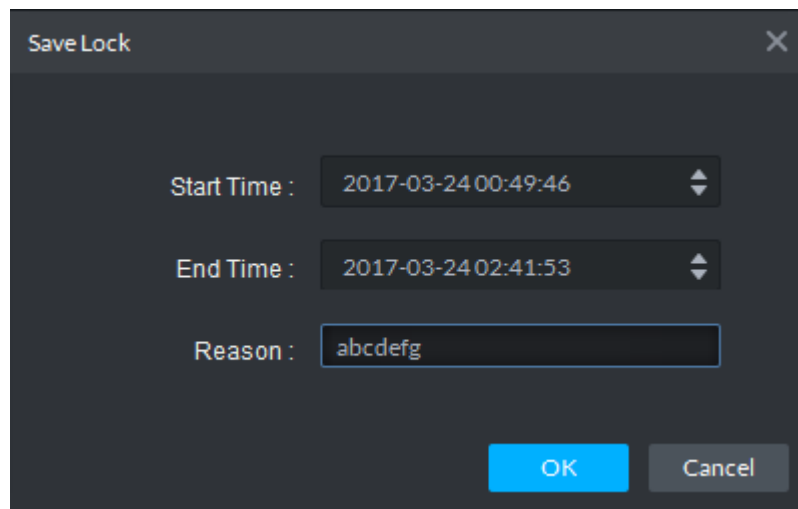 Save Lock
Start Time : 2017-03-24 00:49:46
End Time : 2017-03-24 02:41:53
Reason : abcdefg
OK Cancel